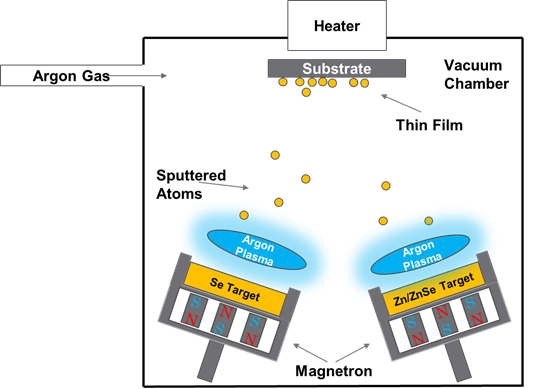 Heater
Substrate
Vacuum
Chamber
Argon Gas
Thin Film
Sputtered
Atoms
Argon
Plasma
Argon
Plasma
Se Target
Zn/ZnSe Target
S N S
N S N
S N S
N S N
Magnetron